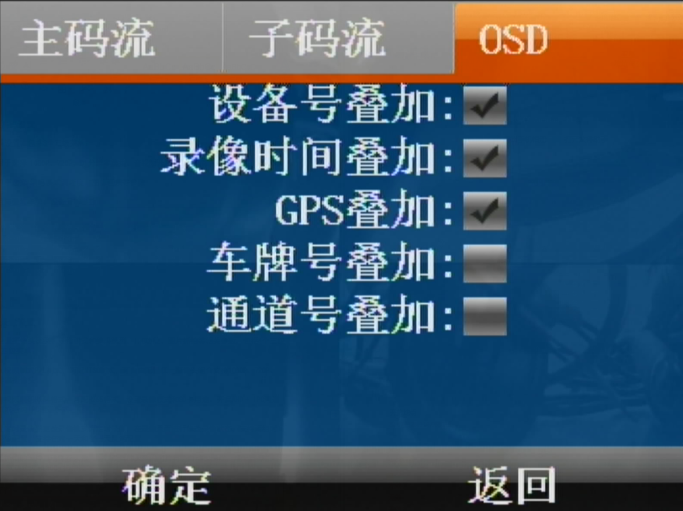 主码流 子码流 OSD
设备号叠加:
录像时间叠加:
GPS叠加:
车牌号叠加:
通道号叠加:
确定 返回